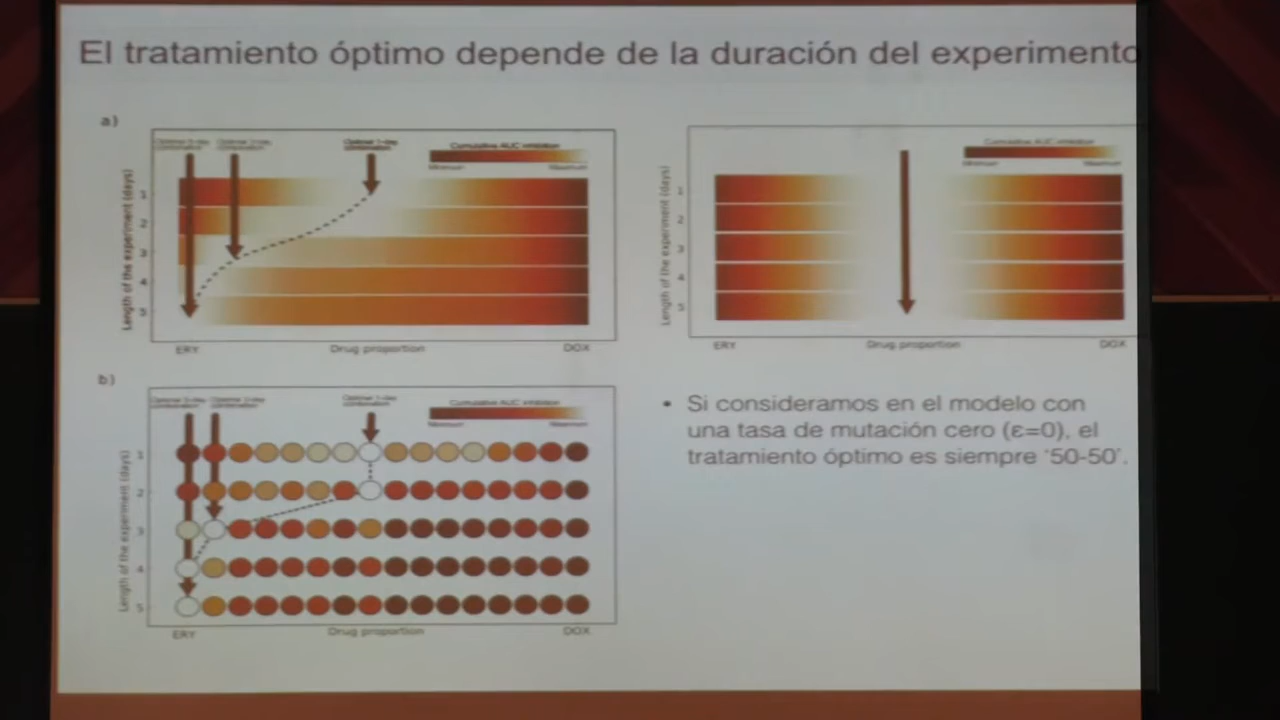 El tratamiento óptimo depende de la duración del experimento
a)
Optimal 5-day combination
Optimal 3-day combination
Optimal 1-day combination
Cumulative AUC inhibition
Minimum
Maximum
Length of the experiment (days)
1
2
3
4
5
ERY
Drug proportion
DOX
Cumulative AUC inhibition
Minimum
Maximum
Length of the experiment (days)
1
2
3
4
5
ERY
Drug proportion
DOX
b)
Optimal 5-day combination
combination
Optimal 1-day combination
Cumulative AUC inhibition
Minimum
Maximum
Length of the experiment (days)
1
2
3
4
5
ERY
Drug proportion
DOX
• Si consideramos en el modelo con
una tasa de mutación cero (ε=0), el
tratamiento óptimo es siempre '50-50'.